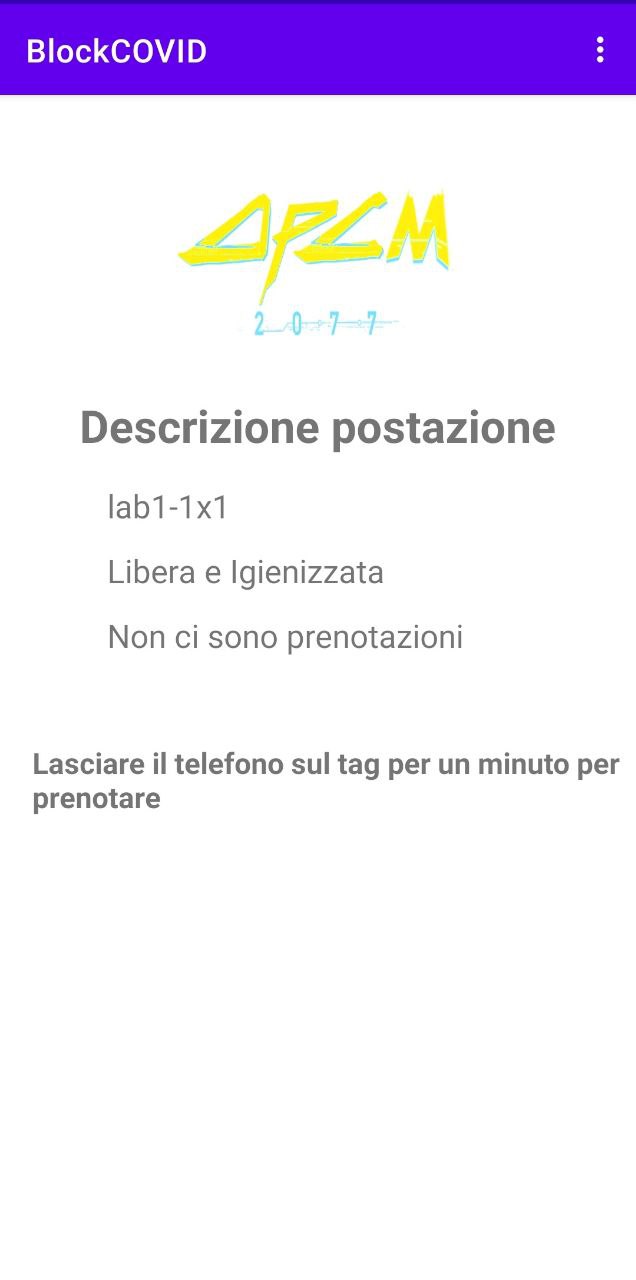 BlockCOVID
APCM
2077
Descrizione postazione
lab1-1x1
Libera e Igienizzata
Non ci sono prenotazioni
Lasciare il telefono sul tag per un minuto per
prenotare